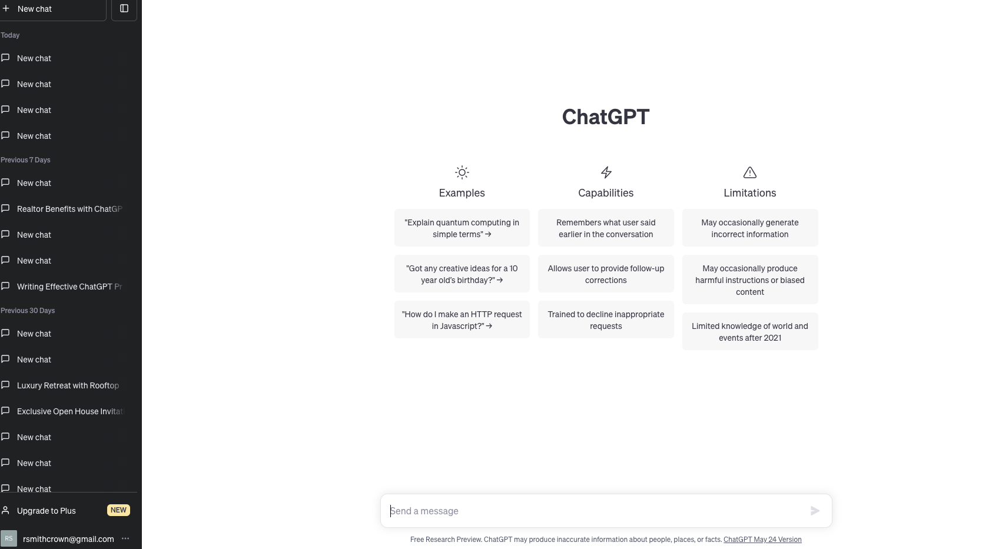 New chat
Today
New chat
New chat
New chat
New chat
Previous 7 Days
New chat
Realtor Benefits with ChatGP
New chat
New chat
Writing Effective ChatGPT Pr
Previous 30 Days
New chat
New chat
Luxury Retreat with Rooftop
Exclusive Open House Invitati
New chat
New chat
New chat
Upgrade to Plus NEW
RS rsmithcrown@gmail.com
ChatGPT
Examples
"Explain quantum computing in
simple terms" →
"Got any creative ideas for a 10
year old's birthday?" →
"How do I make an HTTP request
in Javascript?" →
Capabilities
Remembers what user said
earlier in the conversation
Allows user to provide follow-up
corrections
Trained to decline inappropriate
requests
Limitations
May occasionally generate
incorrect information
May occasionally produce
harmful instructions or biased
content
Limited knowledge of world and
events after 2021
Send a message
Free Research Preview. ChatGPT may produce inaccurate information about people, places, or facts. ChatGPT May 24 Version